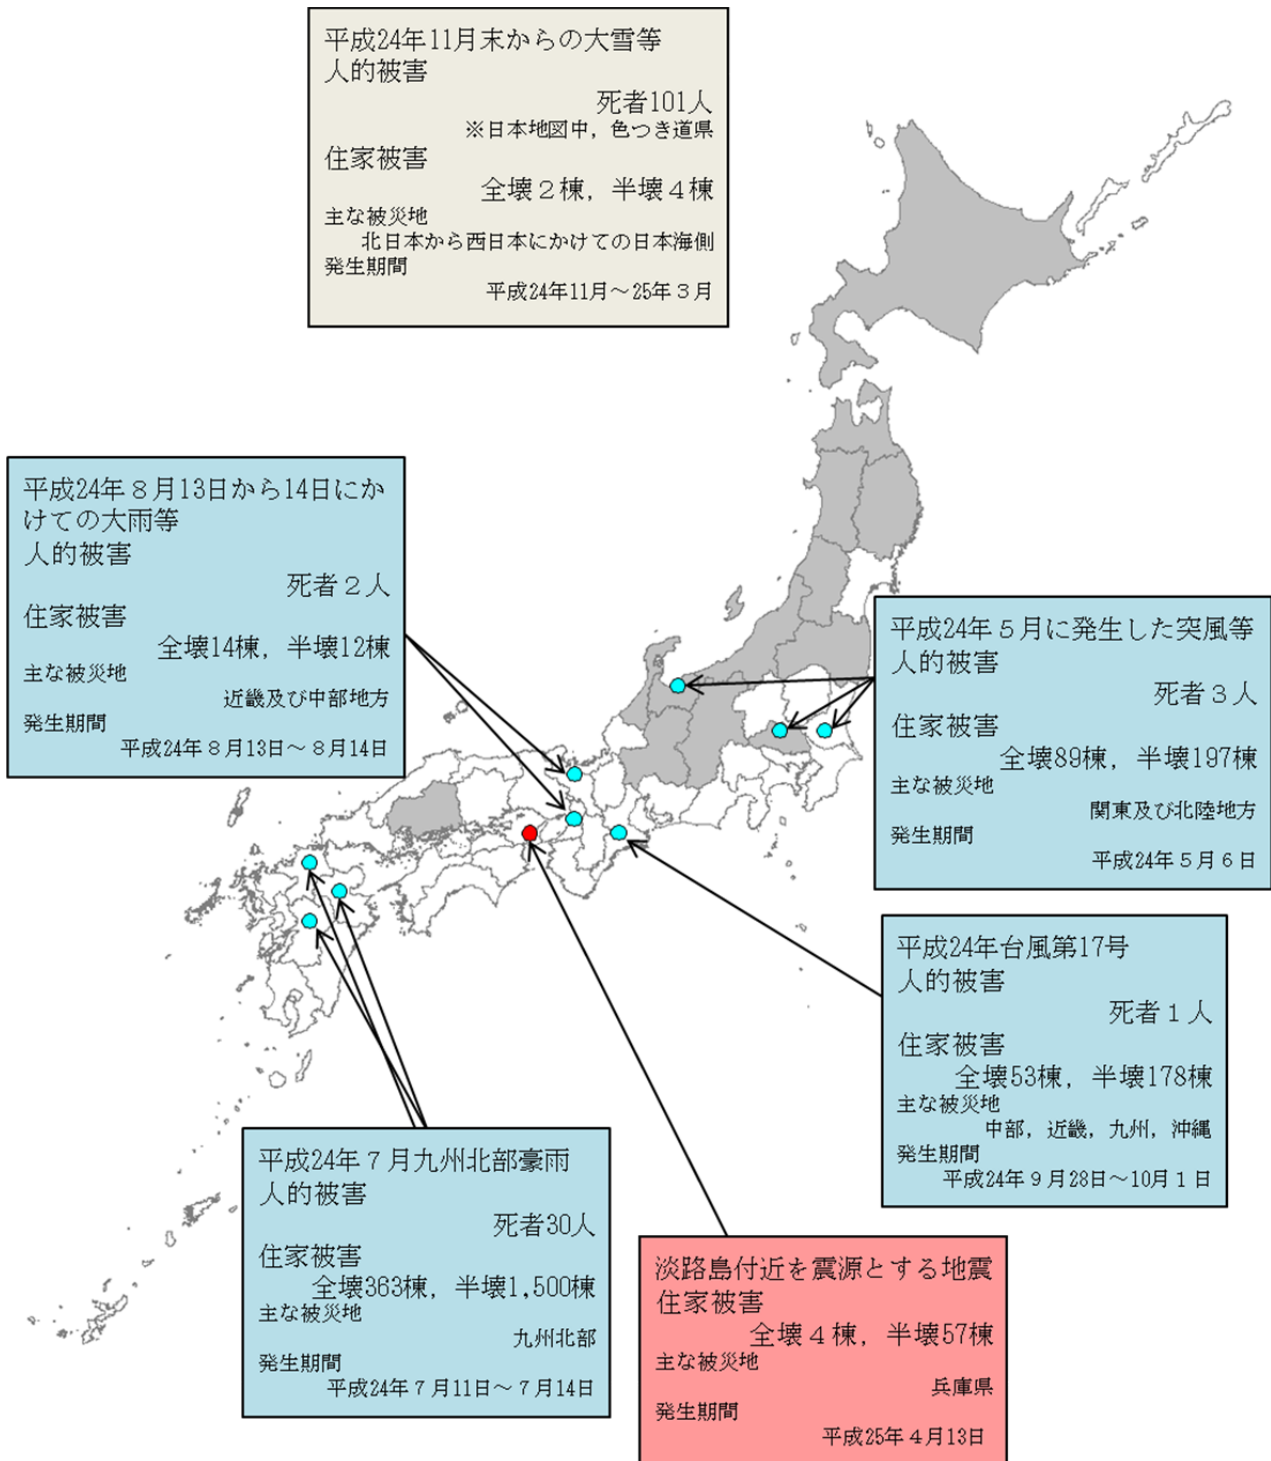 平成24年11月末からの大雪等
人的被害
死者101人
※日本地図中，色つき道県
住家被害
全壊２棟，半壊４棟
主な被災地
北日本から西日本にかけての日本海側
発生期間
平成24年11月～25年３月
平成24年８月13日から14日にか
けての大雨等
人的被害
死者２人
住家被害
全壊14棟，半壊12棟
主な被災地
近畿及び中部地方
発生期間
平成24年８月13日～８月14日
平成24年５月に発生した突風等
人的被害
死者３人
住家被害
全壊89棟，半壊197棟
主な被災地
関東及び北陸地方
発生期間
平成24年５月６日
平成24年台風第17号
人的被害
死者１人
住家被害
全壊53棟，半壊178棟
主な被災地
中部，近畿，九州，沖縄
発生期間
平成24年９月28日～10月１日
平成24年７月九州北部豪雨
人的被害
死者30人
住家被害
全壊363棟，半壊1,500棟
主な被災地
九州北部
発生期間
平成24年７月11日～７月14日
淡路島付近を震源とする地震
住家被害
全壊４棟，半壊57棟
主な被災地
兵庫県
発生期間
平成25年４月13日